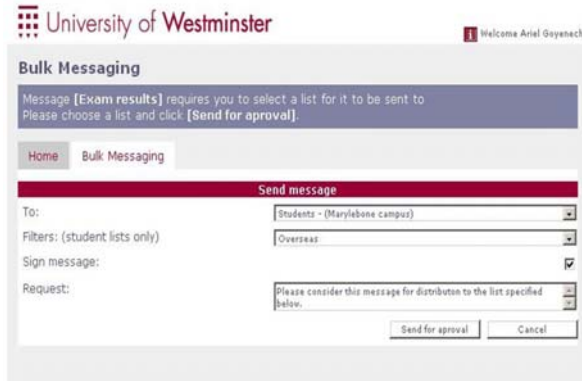 University of Westminster
Welcome Ariel Goyenech
Bulk Messaging
Message [Exam results] requires you to select a list for it to be sent to
Please choose a list and click [Send for aproval].
Home Bulk Messaging
Send message
To: Students - (Marylebone campus)
Filters: (student lists only) Overseas
Sign message:
Request: Please consider this message for distributon to the list specified
below.
Send for aproval Cancel